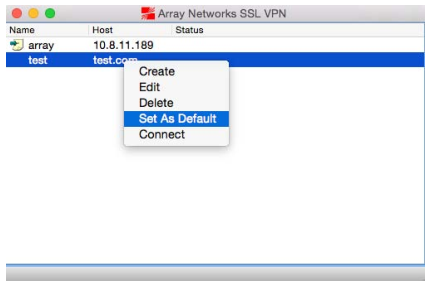 Array Networks SSL VPN
Name Host Status
array 10.8.11.189
test test.com
Create
Edit
Delete
Set As Default
Connect